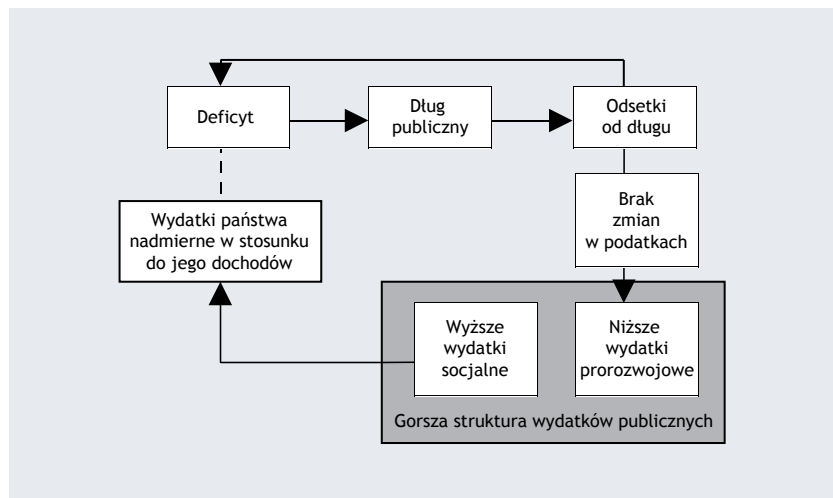 Deficyt
Dług
publiczny
Odsetki
od długu
Wydatki państwa
nadmierne w stosunku
do jego dochodów
Brak
zmian
w podatkach
Wyższe
wydatki
socjalne
Niższe
wydatki
prorozwojowe
Gorsza struktura wydatków publicznych